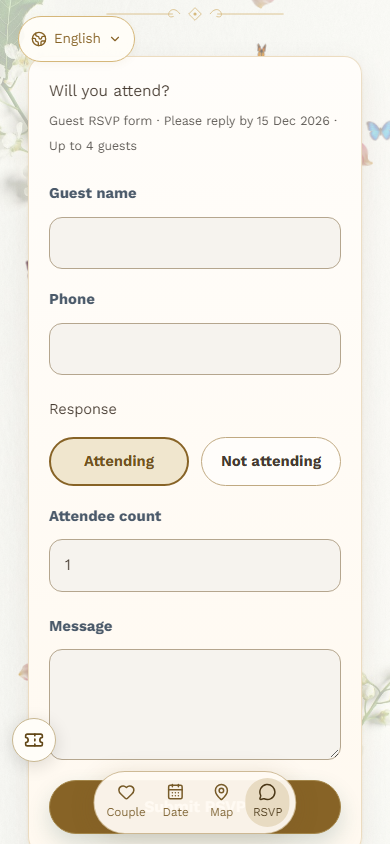 English
Will you attend?
Guest RSVP form · Please reply by 15 Dec 2026 ·
Up to 4 guests
Guest name
Phone
Response
Attending
Not attending
Attendee count
1
Message
Couple
Date
Map
RSVP